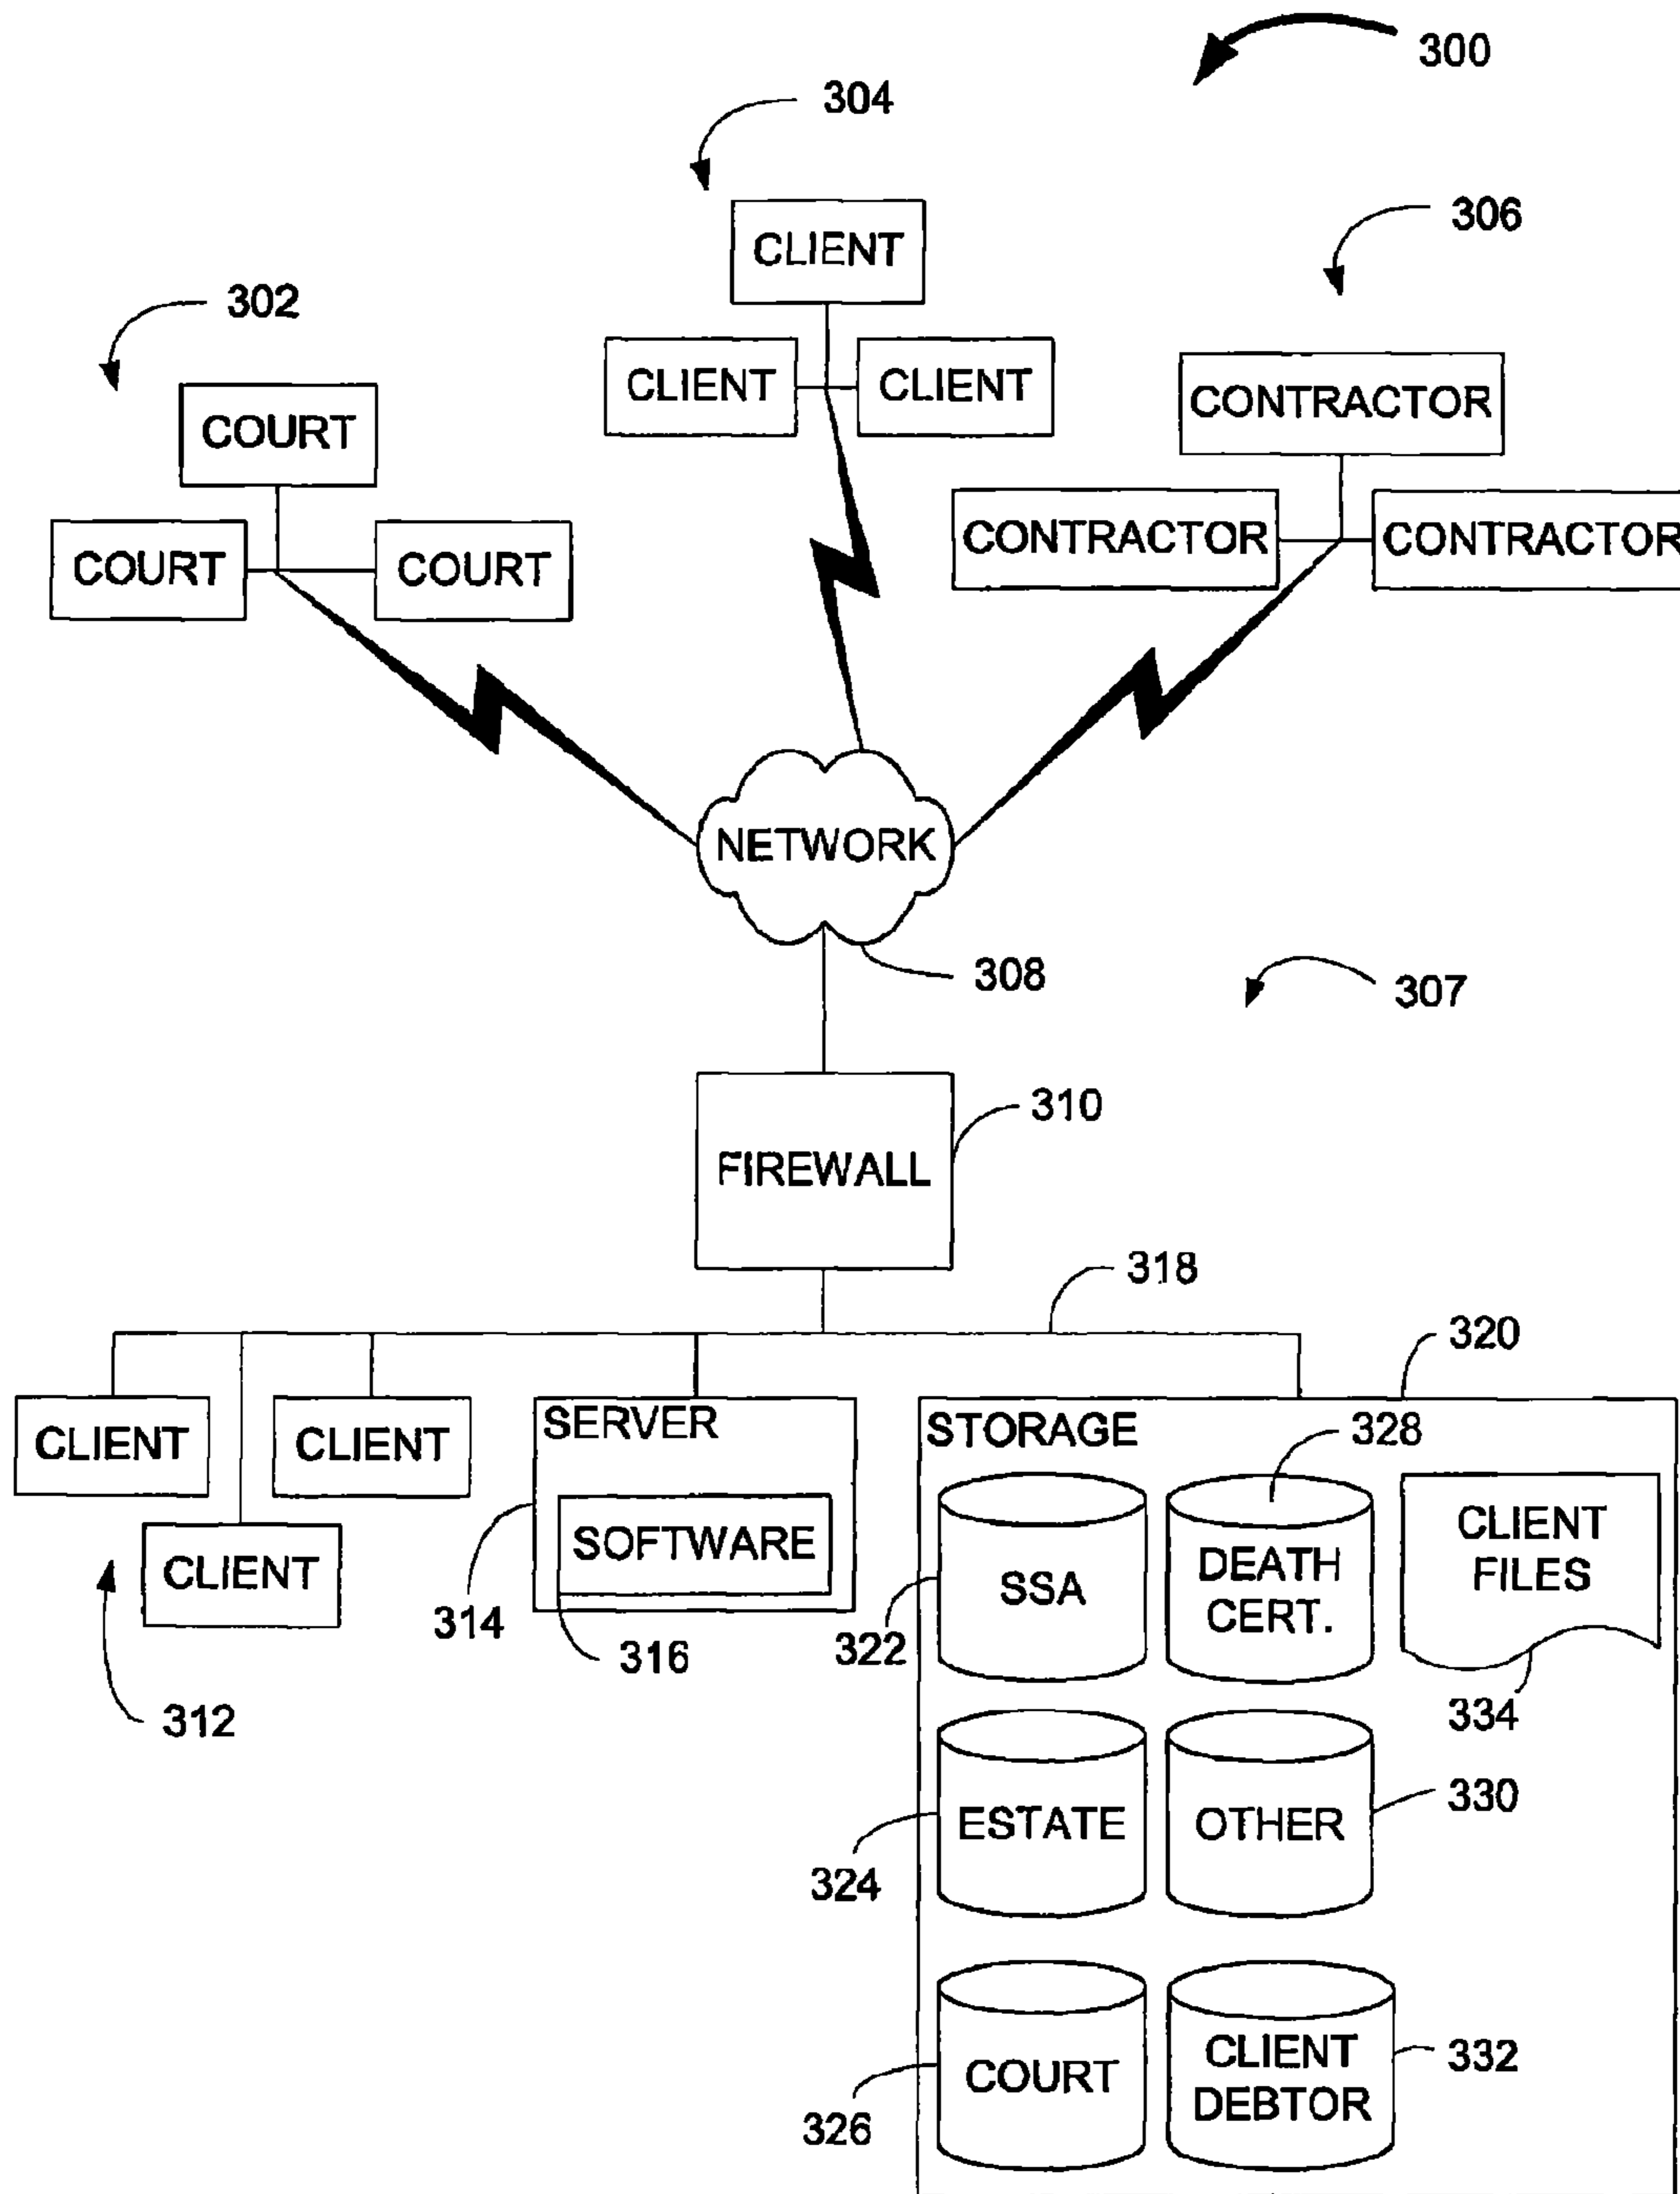 300
304
CLIENT
306
302
CLIENT CLIENT
CONTRACTOR
COURT
CONTRACTOR CONTRACTOR
COURT COURT
NETWORK
308
307
310
FIREWALL
318
320
SERVER
STORAGE
328
CLIENT CLIENT
SOFTWARE
CLIENT
FILES
SSA
DEATH
CERT.
CLIENT
314
316
322
334
312
ESTATE
OTHER
330
324
COURT
CLIENT
DEBTOR
332
326